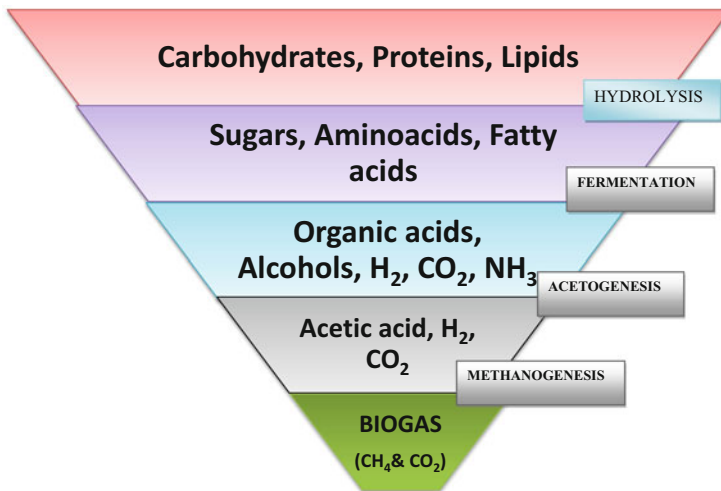 Carbohydrates, Proteins, Lipids
HYDROLYSIS
Sugars, Aminoacids, Fatty
acids
FERMENTATION
Organic acids,
Alcohols, H₂, CO₂, NH₃
ACETOGENESIS
Acetic acid, H₂,
CO₂
METHANOGENESIS
BIOGAS
(CH₄& CO₂)